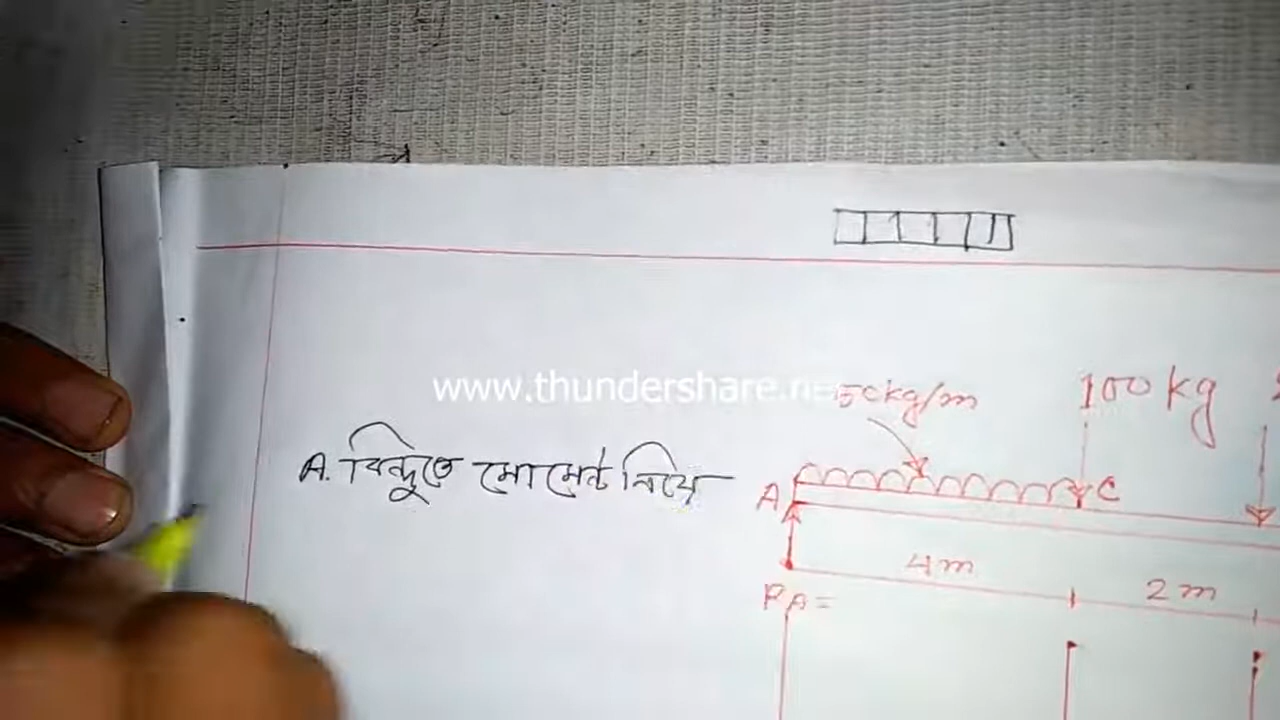 www.thundershare.ne
50kg/m
100 kg
A. বিন্দুতে মোমেন্ট নিয়ে
A
C
4m
2m
RA=